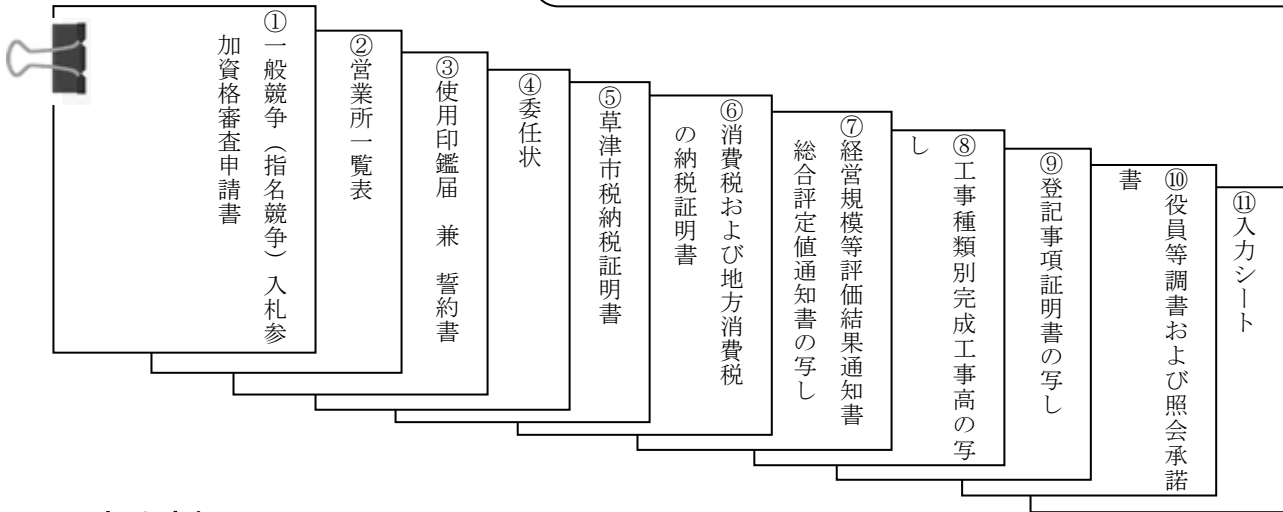 ①一般競争（指名競争）入札参
加資格審査申請書
②営業所一覧表
③使用印鑑届　兼　誓約書
④委任状
⑤草津市税納税証明書
⑥消費税および地方消費税
の納税証明書
⑦経営規模等評価結果通知書
総合評定値通知書の写し
⑧工事種類別完成工事高の写
し
⑨登記事項証明書の写し
⑩役員等調書および照会承諾
書
⑪入力シート